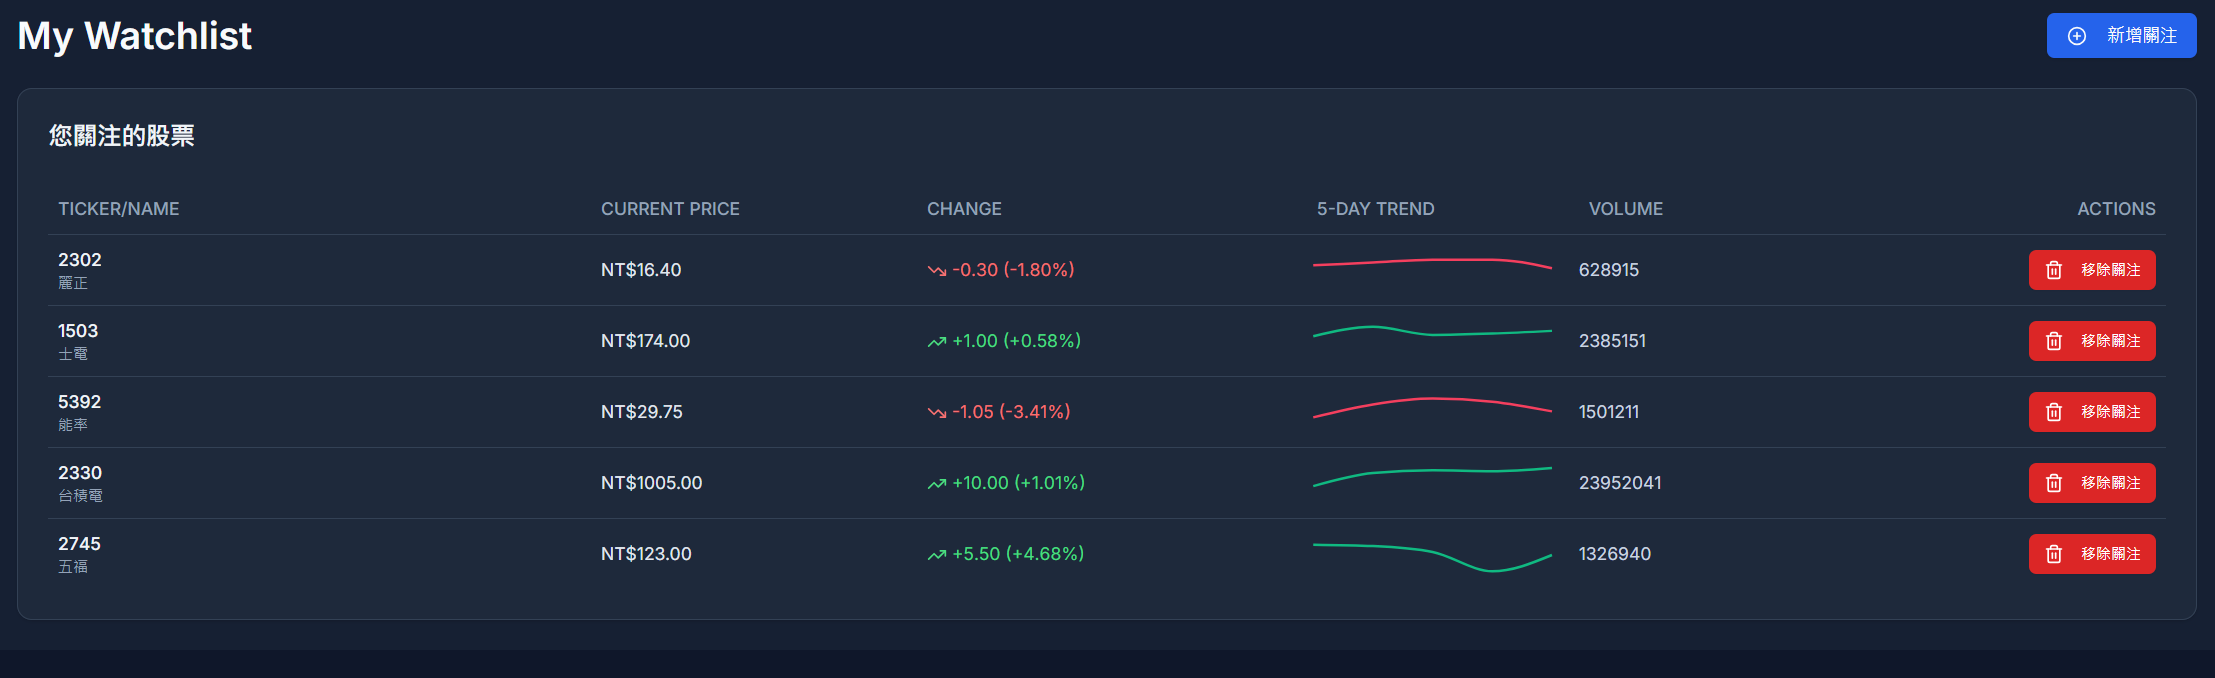 My Watchlist
新增關注
您關注的股票
TICKER/NAME CURRENT PRICE CHANGE 5-DAY TREND VOLUME ACTIONS
2302
麗正
NT$16.40 -0.30 (-1.80%) 628915 移除關注
1503
士電
NT$174.00 +1.00 (+0.58%) 2385151 移除關注
5392
能率
NT$29.75 -1.05 (-3.41%) 1501211 移除關注
2330
台積電
NT$1005.00 +10.00 (+1.01%) 23952041 移除關注
2745
五福
NT$123.00 +5.50 (+4.68%) 1326940 移除關注